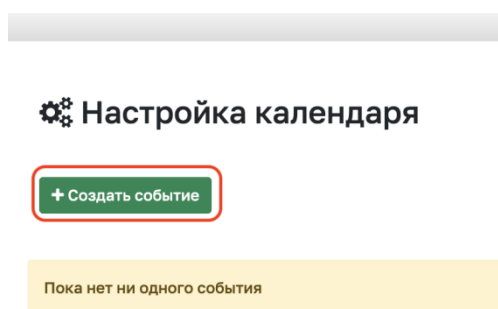 Настройка календаря
+ Создать событие
Пока нет ни одного события